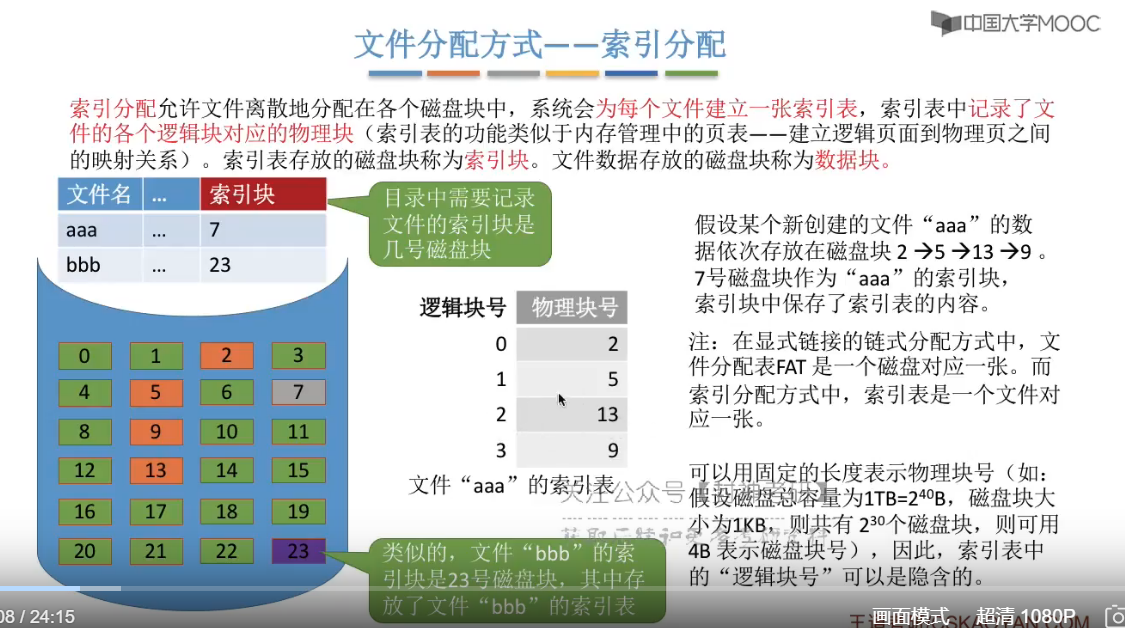 中国大学MOOC
文件分配方式——索引分配
索引分配允许文件离散地分配在各个磁盘块中，系统会为每个文件建立一张索引表，索引表中记录了文
件的各个逻辑块对应的物理块（索引表的功能类似于内存管理中的页表——建立逻辑页面到物理页之间
的映射关系）。索引表存放的磁盘块称为索引块。文件数据存放的磁盘块称为数据块。
文件名 ... 索引块
aaa ... 7
bbb ... 23
目录中需要记录
文件的索引块是
几号磁盘块
0 1 2 3
4 5 6 7
8 9 10 11
12 13 14 15
16 17 18 19
20 21 22 23
逻辑块号 物理块号
0 2
1 5
2 13
3 9
文件“aaa”的索引表
类似的，文件“bbb”的索
引块是23号磁盘块，其中存
放了文件“bbb”的索引表
假设某个新创建的文件“aaa”的数
据依次存放在磁盘块 2 →5 →13 →9 。
7号磁盘块作为“aaa”的索引块，
索引块中保存了索引表的内容。
注：在显式链接的链式分配方式中，文
件分配表FAT 是一个磁盘对应一张。而
索引分配方式中，索引表是一个文件对
应一张。
可以用固定的长度表示物理块号（如：
假设磁盘总容量为1TB=2⁴⁰B，磁盘块大
小为1KB，则共有 2³⁰个磁盘块，则可用
4B 表示磁盘块号），因此，索引表中
的“逻辑块号”可以是隐含的。
关注公众号
08 / 24:15
画面模式 超清 1080P